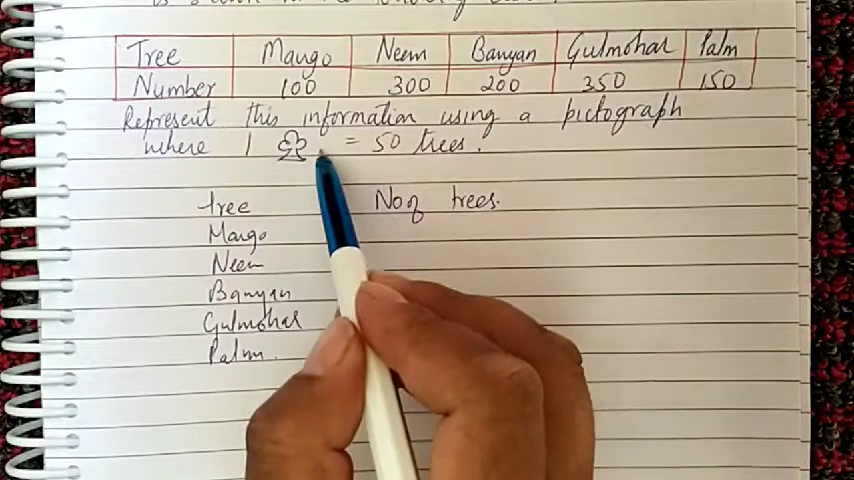 Tree Mango Neem Banyan Gulmohar Palm
Number 100 300 200 350 150
Represent this information using a pictograph
where 1 = 50 trees.
Tree No of trees.
Mango
Neem
Banyan
Gulmohar
Palm.